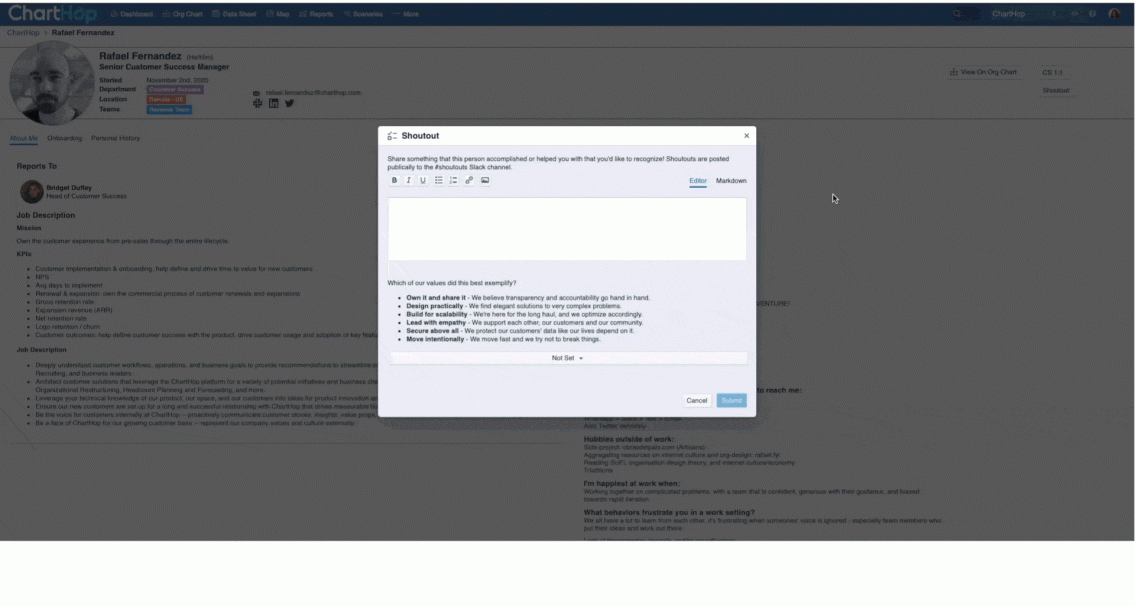 ChartHop
Dashboard Org Chart Data Sheet Map Reports Scenarios More
ChartHop
ChartHop > Rafael Fernandez
Rafael Fernandez (He/Him)
Senior Customer Success Manager
Started November 2nd, 2020
Department Customer Success
Location Remote - US
Teams Revenue Team
rafael.fernandez@charthop.com
View On Org Chart
CS 1:1
Shoutout
About Me Onboarding Personal History
Reports To
Bridget Duffey
Head of Customer Success
Job Description
Mission
Own the customer experience from pre-sales through the entire lifecycle.
KPIs
Customer implementation & onboarding, help define and drive time to value for new customers
NPS
Avg days to implement
Renewal & expansion: own the commercial process of customer renewals and expansions
Gross retention rate
Expansion revenue (ARR)
Net retention rate
Logo retention / churn
Customer outcomes: help define customer success with the product, drive customer usage and adoption of key featu
Job Description
Deeply understand customer workflows, operations, and business goals to provide recommendations to streamline
Recruiting, and business leaders.
Architect customer solutions that leverage the ChartHop platform for a variety of potential initiatives and business
Organizational Restructuring, Headcount Planning and Forecasting, and more.
Leverage your technical knowledge of our product, our space, and our customers into ideas for product innovation
Ensure our new customers are set up for a long and successful relationship with ChartHop that drives measurable
Be the voice for customers internally at ChartHop -- proactively communicate customer stories, insights, value props,
Be a face of ChartHop for our growing customer base -- represent our company values and culture externally
Shoutout ×
Share something that this person accomplished or helped you with that you'd like to recognize! Shoutouts are posted
publically to the #shoutouts Slack channel.
B I U
Editor Markdown
Which of our values did this best exemplify?
Own it and share it - We believe transparency and accountability go hand in hand.
Design practically - We find elegant solutions to very complex problems.
Build for scalability - We're here for the long haul, and we optimize accordingly.
Lead with empathy - We support each other, our customers and our community.
Secure above all - We protect our customers' data like our lives depend on it.
Move intentionally - We move fast and we try not to break things.
Not Set
Cancel Submit
VENTURE!
to reach me:
Hobbies outside of work:
Aggregating resources on internet culture and org-design:
Reading SciFi, organisation design theory, and internet culture/economy
Triathlons
I'm happiest at work when:
Working together on complicated problems, with a team that is confident, generous with their guidance, and biased
towards rapid iteration.
What behaviors frustrate you in a work setting?
We all have a lot to learn from each other, it's frustrating when someones' voice is ignored - especially team members who
put their ideas and work out there.